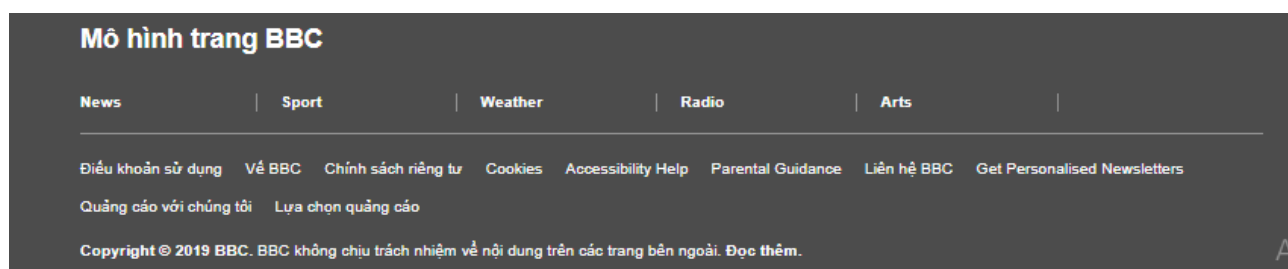 Mô hình trang BBC
News Sport Weather Radio Arts
Điều khoản sử dụng Về BBC Chính sách riêng tư Cookies Accessibility Help Parental Guidance Liên hệ BBC Get Personalised Newsletters
Quảng cáo với chúng tôi Lựa chọn quảng cáo
Copyright © 2019 BBC. BBC không chịu trách nhiệm về nội dung trên các trang bên ngoài. Đọc thêm.